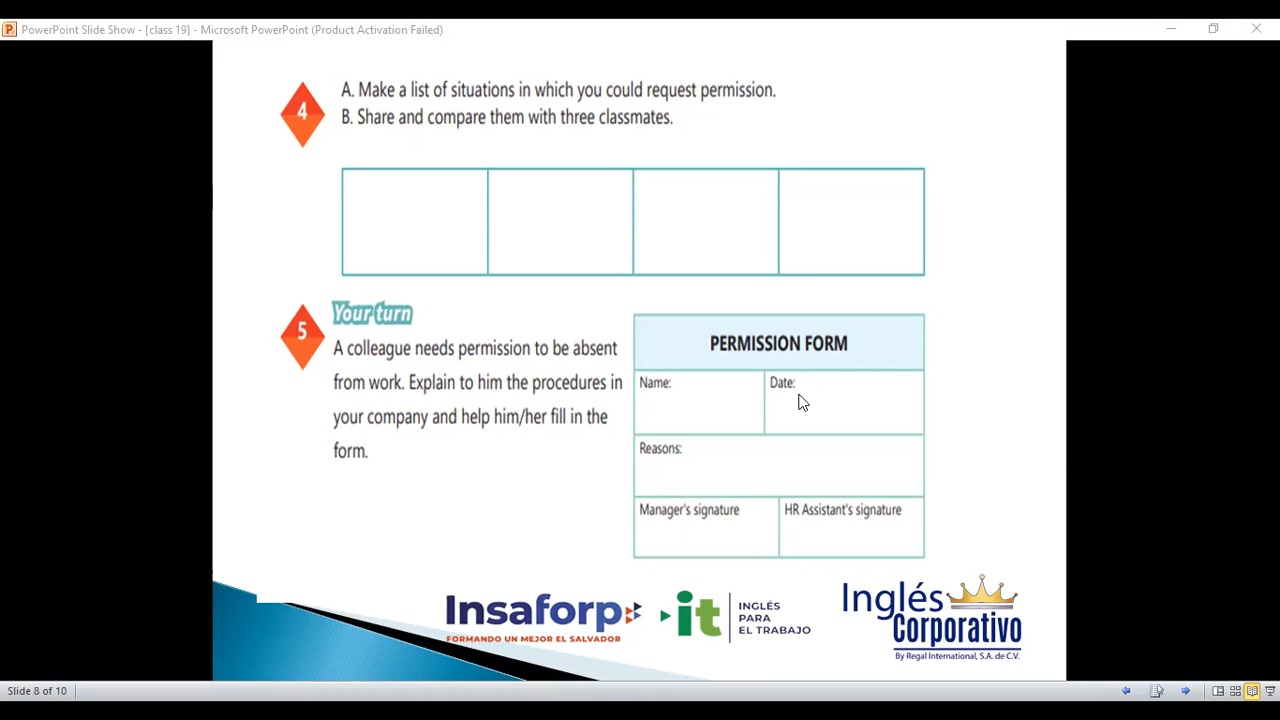 PowerPoint Slide Show - [class 19] - Microsoft PowerPoint (Product Activation Failed)
4
A. Make a list of situations in which you could request permission.
B. Share and compare them with three classmates.
5
Your turn
A colleague needs permission to be absent
from work. Explain to him the procedures in
your company and help him/her fill in the
form.
PERMISSION FORM
Name:
Date:
Reasons:
Manager's signature
HR Assistant's signature
Insaforp
FORMANDO UN MEJOR EL SALVADOR
it
INGLÉS
PARA
EL TRABAJO
Inglés
Corporativo
By Regal International, S.A. de C.V.
Slide 8 of 10